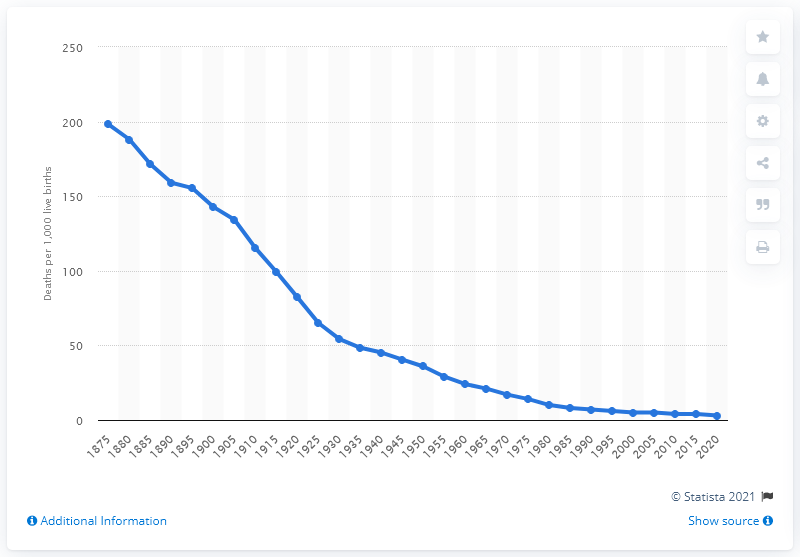 250
200
150
100
50
0
Deaths per 1,000 live births
1875 1880 1885 1890 1895 1900 1905 1910 1915 1920 1925 1930 1935 1940 1945 1950 1955 1960 1965 1970 1975 1980 1985 1990 1995 2000 2005 2010 2015 2020
© Statista 2021
Additional Information
Show source